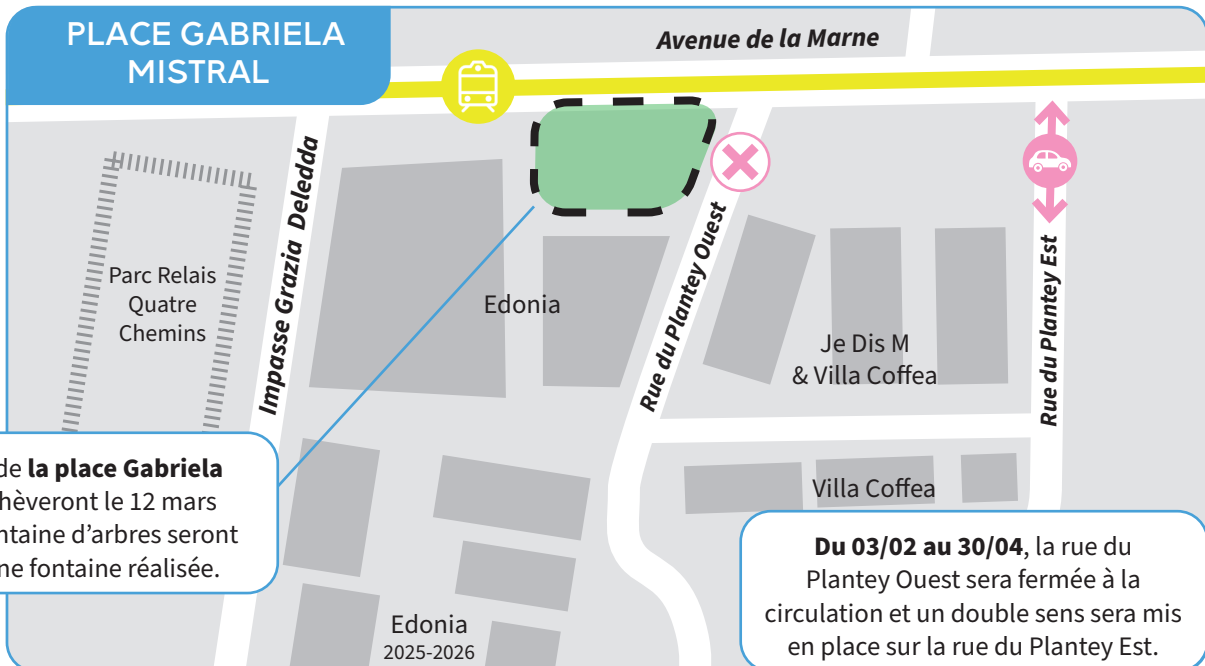 PLACE GABRIELA
MISTRAL
Avenue de la Marne
Impasse Grazia Deledda
Parc Relais
Quatre
Chemins
Edonia
Rue du Plantey Ouest
Je Dis M
& Villa Coffea
Rue du Plantey Est
Villa Coffea
de la place Gabriela
hèveront le 12 mars
ntaine d'arbres seront
ne fontaine réalisée.
Edonia
2025-2026
Du 03/02 au 30/04, la rue du
Plantey Ouest sera fermée à la
circulation et un double sens sera mis
en place sur la rue du Plantey Est.